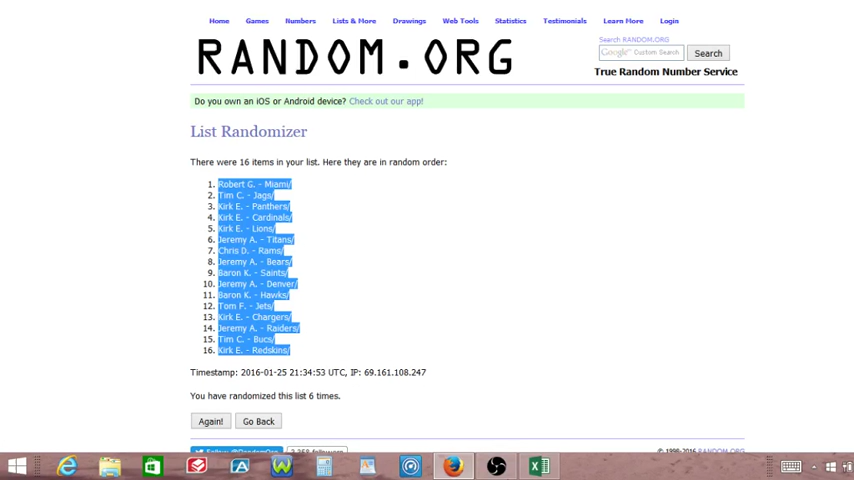 Home Games Numbers Lists & More Drawings Web Tools Statistics Testimonials Learn More Login
RANDOM.ORG
Search RANDOM.ORG
Google Custom Search Search
True Random Number Service
Do you own an iOS or Android device? Check out our app!
List Randomizer
There were 16 items in your list. Here they are in random order:
1. Robert G. - Miami/
2. Tim C. - Jags/
3. Kirk E. - Panthers/
4. Kirk E. - Cardinals/
5. Kirk E. - Lions/
6. Jeremy A. - Titans/
7. Chris D. - Rams/
8. Jeremy A. - Bears/
9. Baron K. - Saints/
10. Jeremy A. - Denver/
11. Baron K. - Hawks/
12. Tom F. - Jets/
13. Kirk E. - Chargers/
14. Jeremy A. - Raiders/
15. Tim C. - Bucs/
16. Kirk E. - Redskins/
Timestamp: 2016-01-25 21:34:53 UTC, IP: 69.161.108.247
You have randomized this list 6 times.
Again! Go Back
Follow @RandomOrg
© 1998-2016 RANDOM.ORG